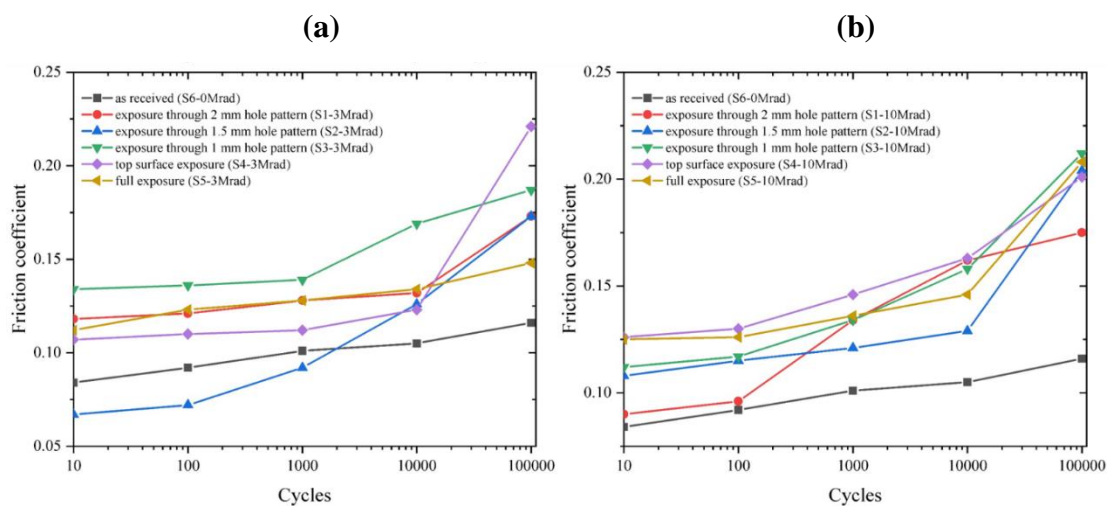 (a)
0.25
0.20
0.15
0.10
0.05
Friction coefficient
as received (S6-0Mrad)
exposure through 2 mm hole pattern (S1-3Mrad)
exposure through 1.5 mm hole pattern (S2-3Mrad)
exposure through 1 mm hole pattern (S3-3Mrad)
top surface exposure (S4-3Mrad)
full exposure (S5-3Mrad)
10 100 1000 10000 100000
Cycles
(b)
0.25
0.20
0.15
0.10
Friction coefficient
as received (S6-0Mrad)
exposure through 2 mm hole pattern (S1-10Mrad)
exposure through 1.5 mm hole pattern (S2-10Mrad)
exposure through 1 mm hole pattern (S3-10Mrad)
top surface exposure (S4-10Mrad)
full exposure (S5-10Mrad)
10 100 1000 10000 100000
Cycles